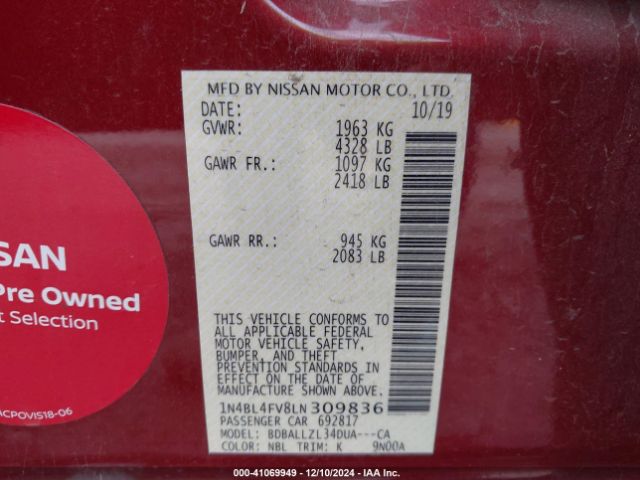 MFD BY NISSAN MOTOR CO., LTD.
DATE: 10/19
GVWR: 1963 KG
4328 LB
GAWR FR.: 1097 KG
2418 LB
GAWR RR.: 945 KG
2083 LB
THIS VEHICLE CONFORMS TO
ALL APPLICABLE FEDERAL
MOTOR VEHICLE SAFETY,
BUMPER, AND THEFT
PREVENTION STANDARDS IN
EFFECT ON THE DATE OF
MANUFACTURE SHOWN ABOVE.
1N4BL4FV8LN309836
PASSENGER CAR 692817
MODEL: BDBALLZL34DUA---CA
COLOR: NBL TRIM: K 9N00A
SSAN
Pre Owned
t Selection
NCPOVIS18-06
000-41069949 - 12/10/2024 - IAA Inc.